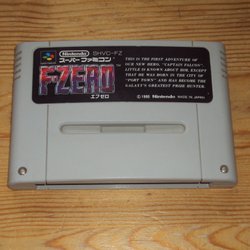 Nintendo SHVC-FZ
スーパーファミコン
F-ZERO™
エフゼロ
THIS IS THE FIRST ADVENTURE OF
OUR NEW HERO, "CAPTAIN FALCON".
LITTLE IS KNOWN ABOUT HIM, EXCEPT
THAT HE WAS BORN IN THE CITY OF
"PORT TOWN" AND HAS BECOME THE
GALAXY'S GREATEST PRIZE HUNTER.
© 1990 Nintendo MADE IN JAPAN